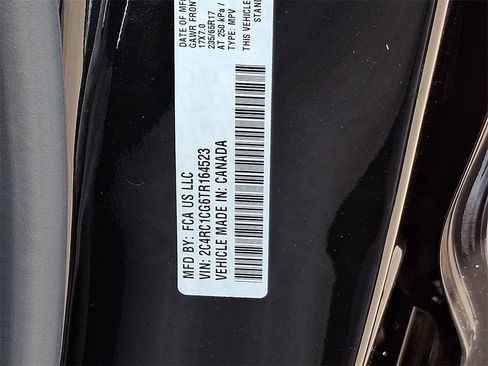 DATE OF MF
GAWR FRONT
17X7.0
235/65R17
AT 250 kPa /
TYPE: MPV
THIS VEHICLE
STAND
MFD BY: FCA US LLC
VIN: 2C4RC1CG6TR164523
VEHICLE MADE IN: CANADA